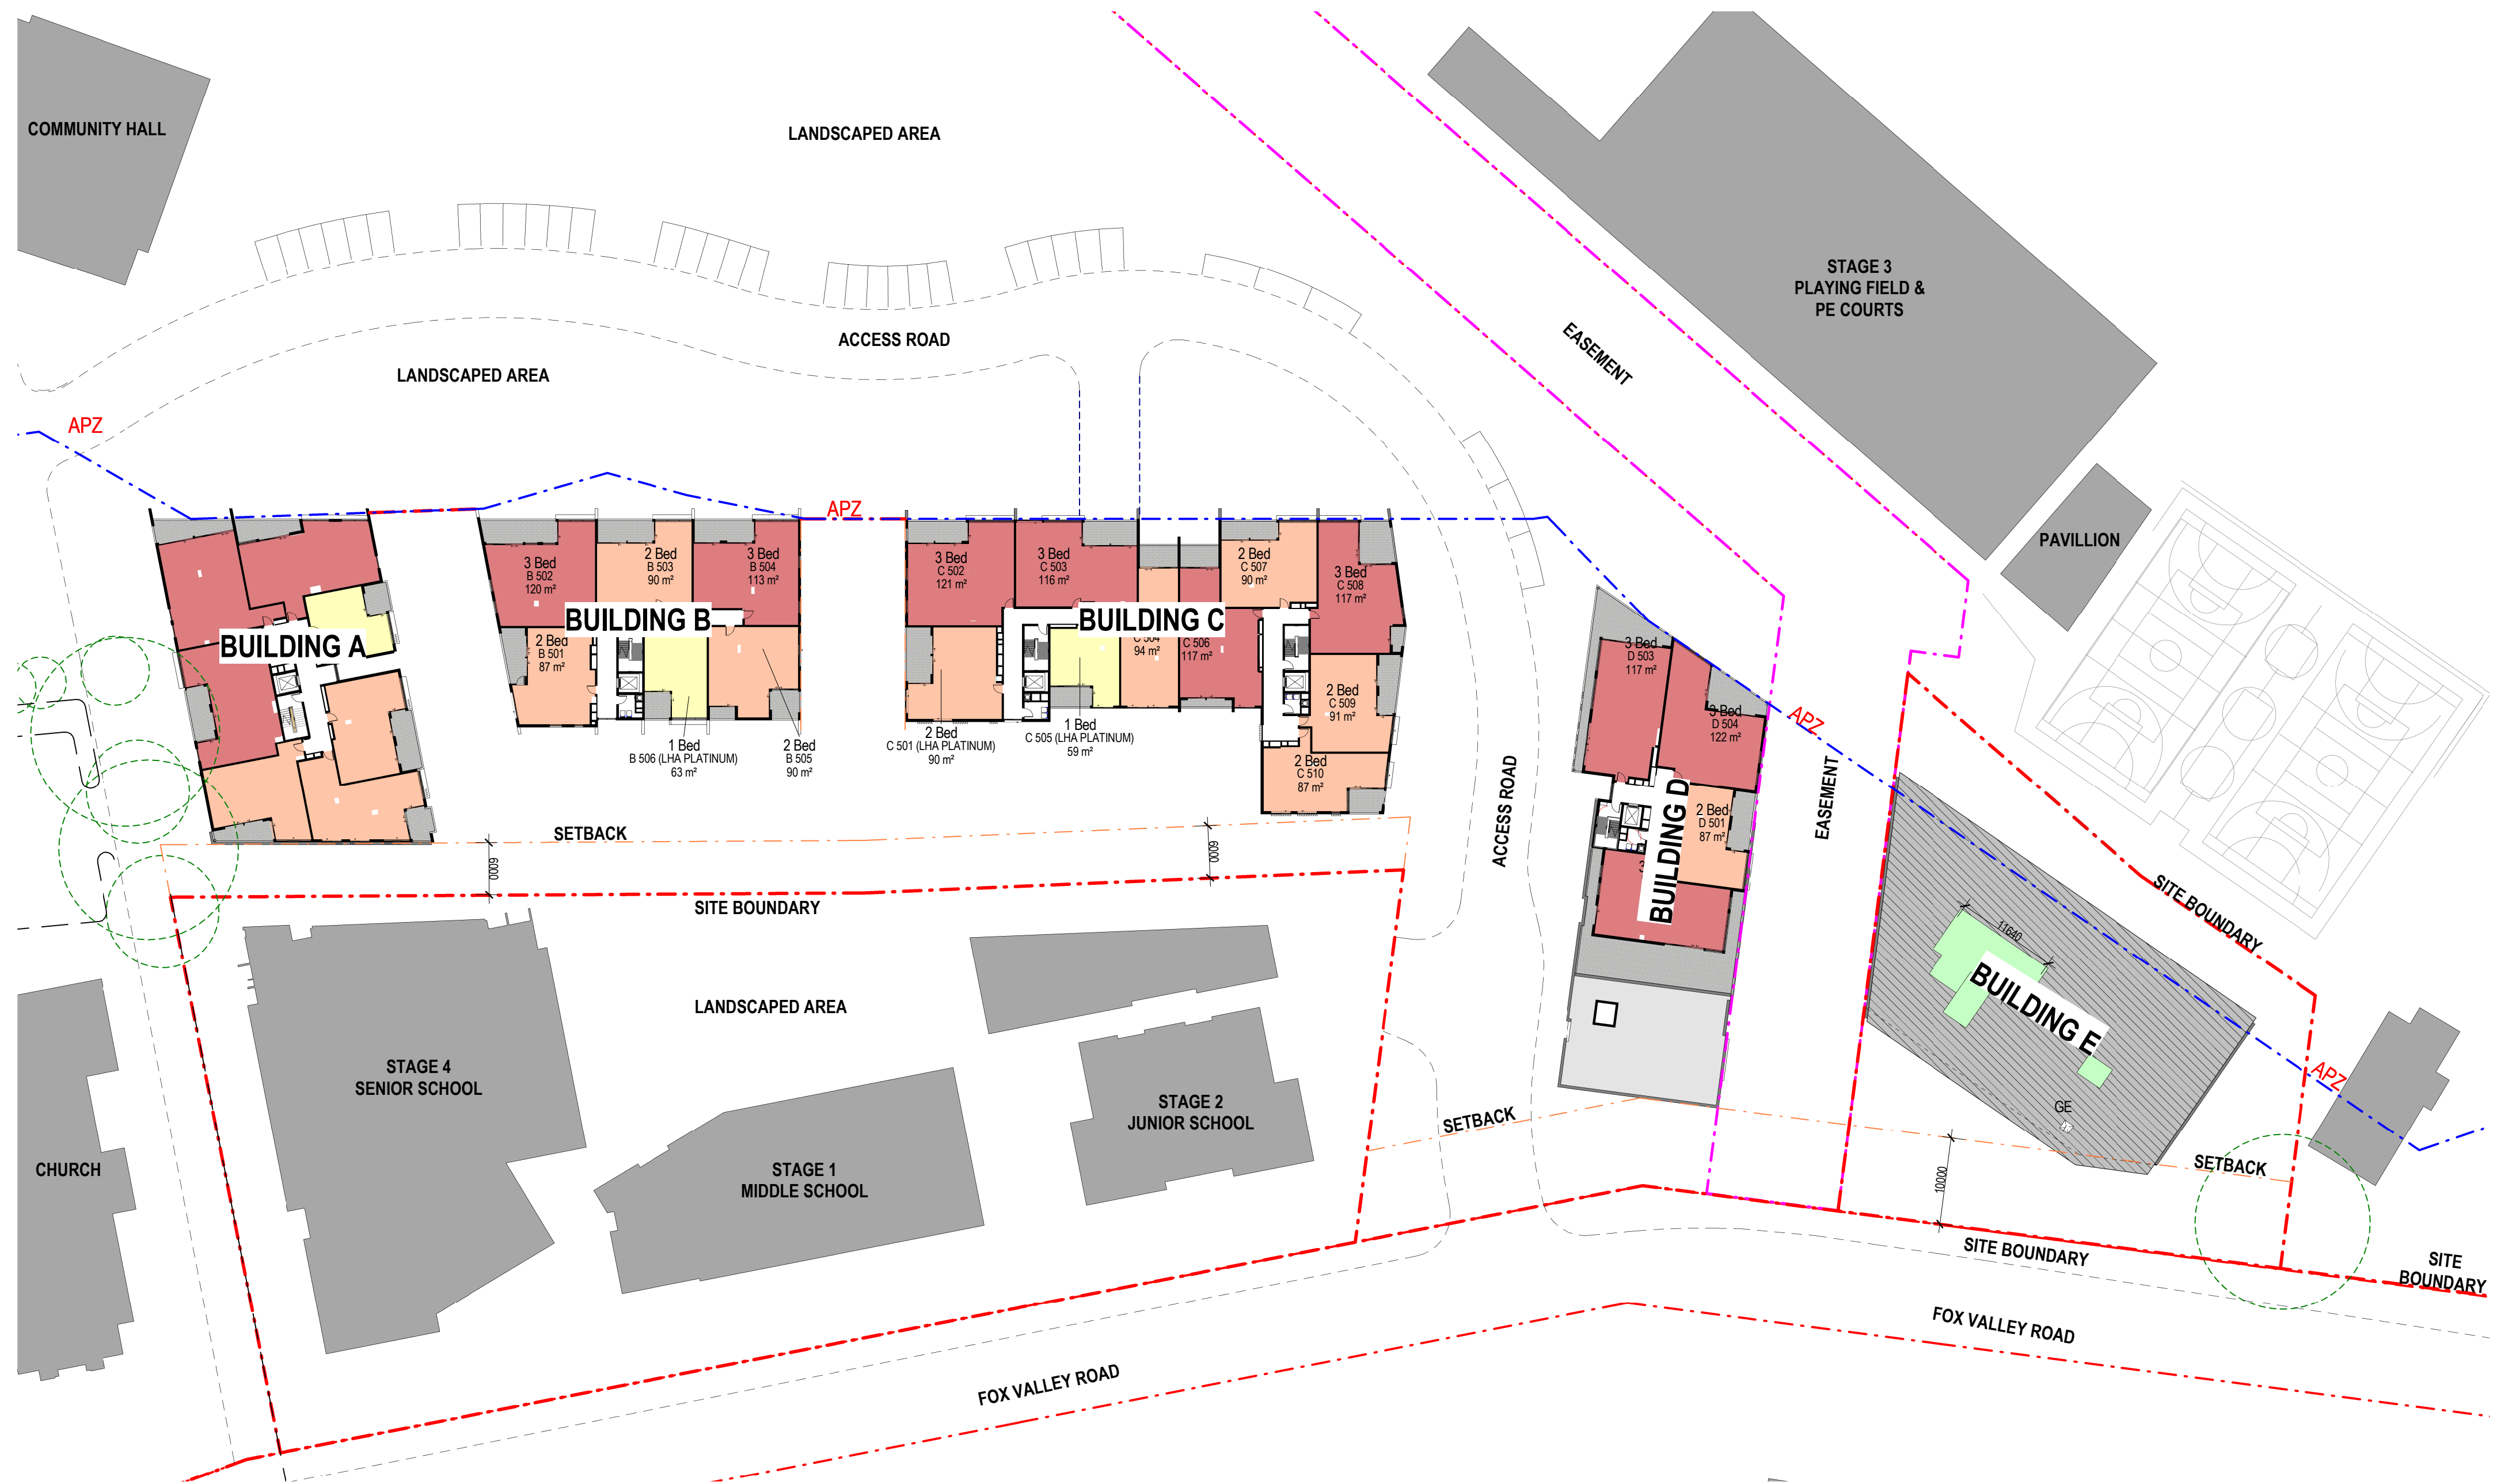 COMMUNITY HALL
LANDSCAPED AREA
STAGE 3
PLAYING FIELD &
PE COURTS
EASEMENT
ACCESS ROAD
LANDSCAPED AREA
APZ
APZ
PAVILLION
BUILDING A
3 Bed
B 502
120 m²
2 Bed
B 503
90 m²
3 Bed
B 504
113 m²
BUILDING B
2 Bed
B 501
87 m²
1 Bed
B 506 (LHA PLATINUM)
63 m²
2 Bed
B 505
90 m²
3 Bed
C 502
121 m²
3 Bed
C 503
116 m²
2 Bed
C 507
90 m²
3 Bed
C 508
117 m²
BUILDING C
C 504
94 m²
C 506
117 m²
2 Bed
C 501 (LHA PLATINUM)
90 m²
1 Bed
C 505 (LHA PLATINUM)
59 m²
2 Bed
C 509
91 m²
2 Bed
C 510
87 m²
3 Bed
D 503
117 m²
3 Bed
D 504
122 m²
APZ
BUILDING D
2 Bed
D 501
87 m²
3
ACCESS ROAD
EASEMENT
SETBACK
6000
6000
SITE BOUNDARY
SITE BOUNDARY
11640
BUILDING E
APZ
GE
LANDSCAPED AREA
STAGE 4
SENIOR SCHOOL
STAGE 1
MIDDLE SCHOOL
STAGE 2
JUNIOR SCHOOL
CHURCH
SETBACK
SETBACK
10000
SITE BOUNDARY
SITE
BOUNDARY
FOX VALLEY ROAD
FOX VALLEY ROAD